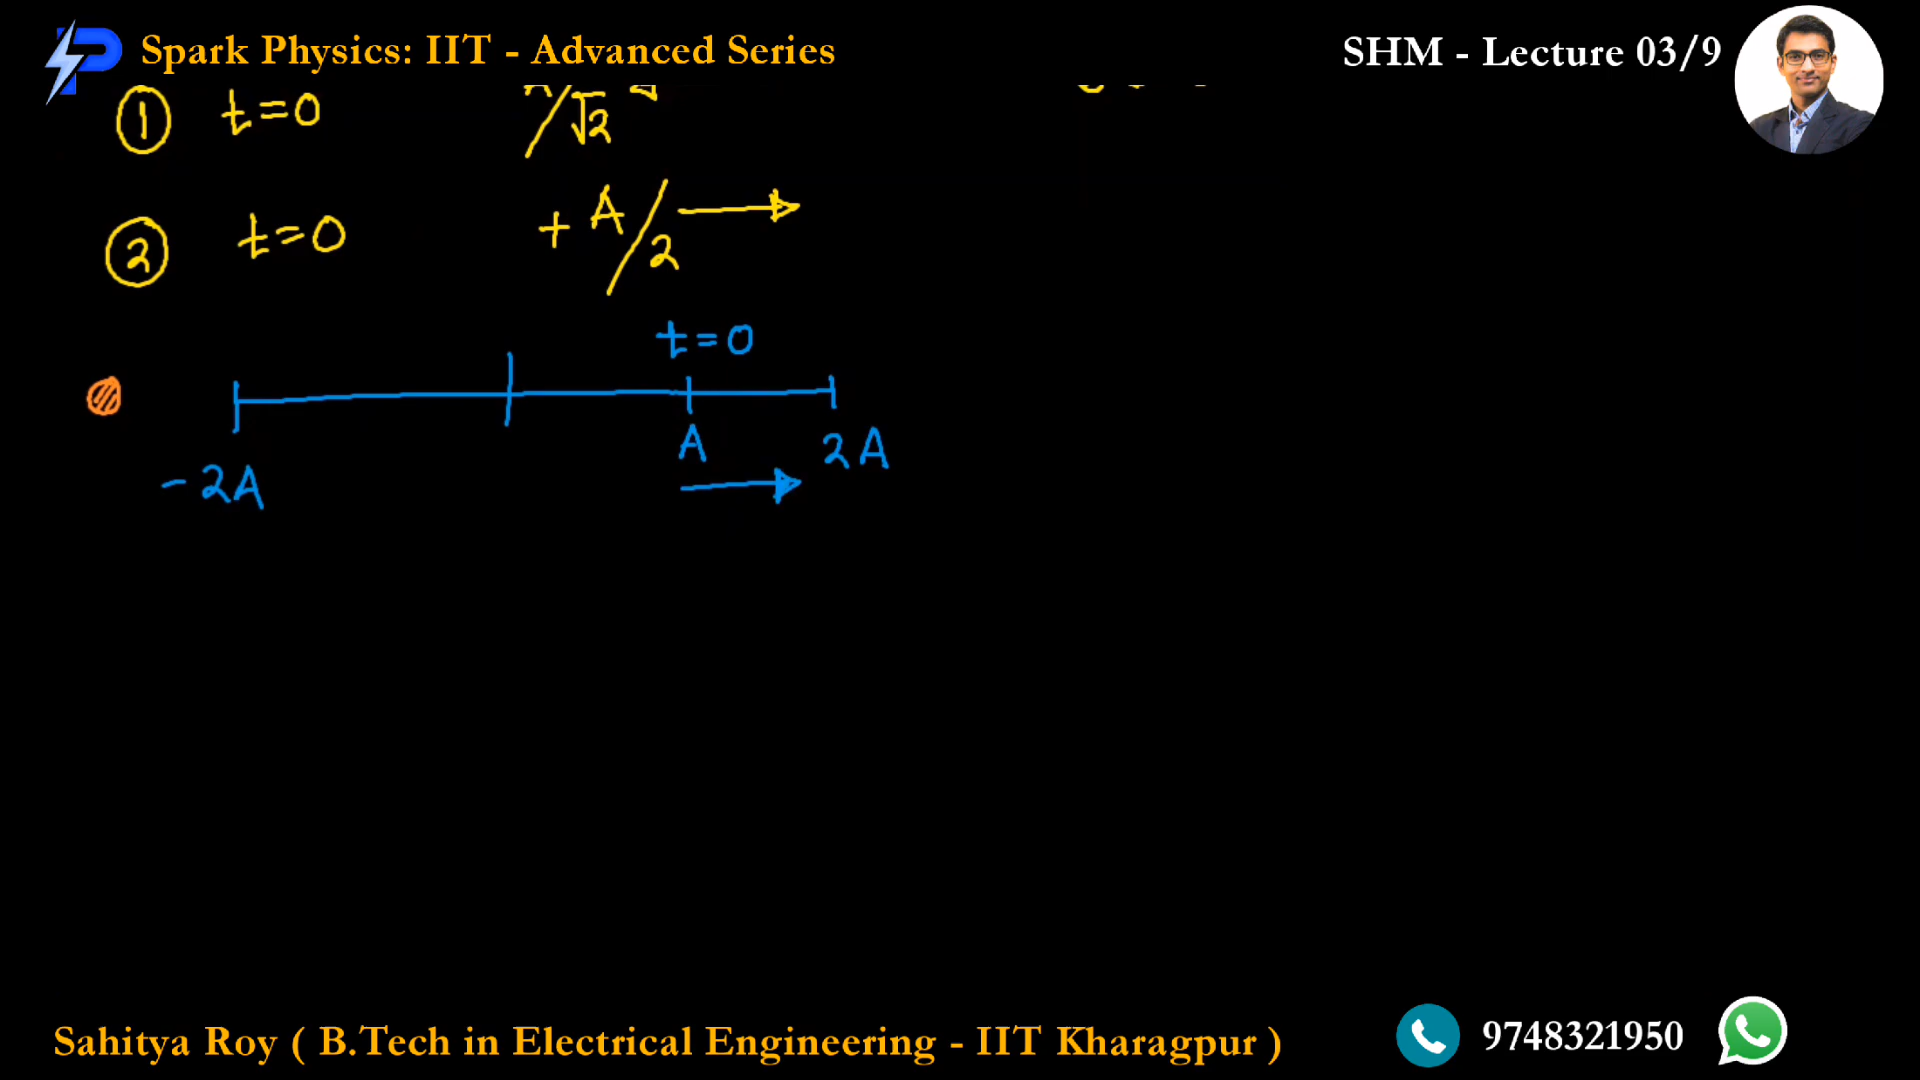 Spark Physics: IIT - Advanced Series
SHM - Lecture 03/9
① t=0 A/√2
② t=0 + A/2
t=0
A
2A
-2A
Sahitya Roy ( B.Tech in Electrical Engineering - IIT Kharagpur )
9748321950